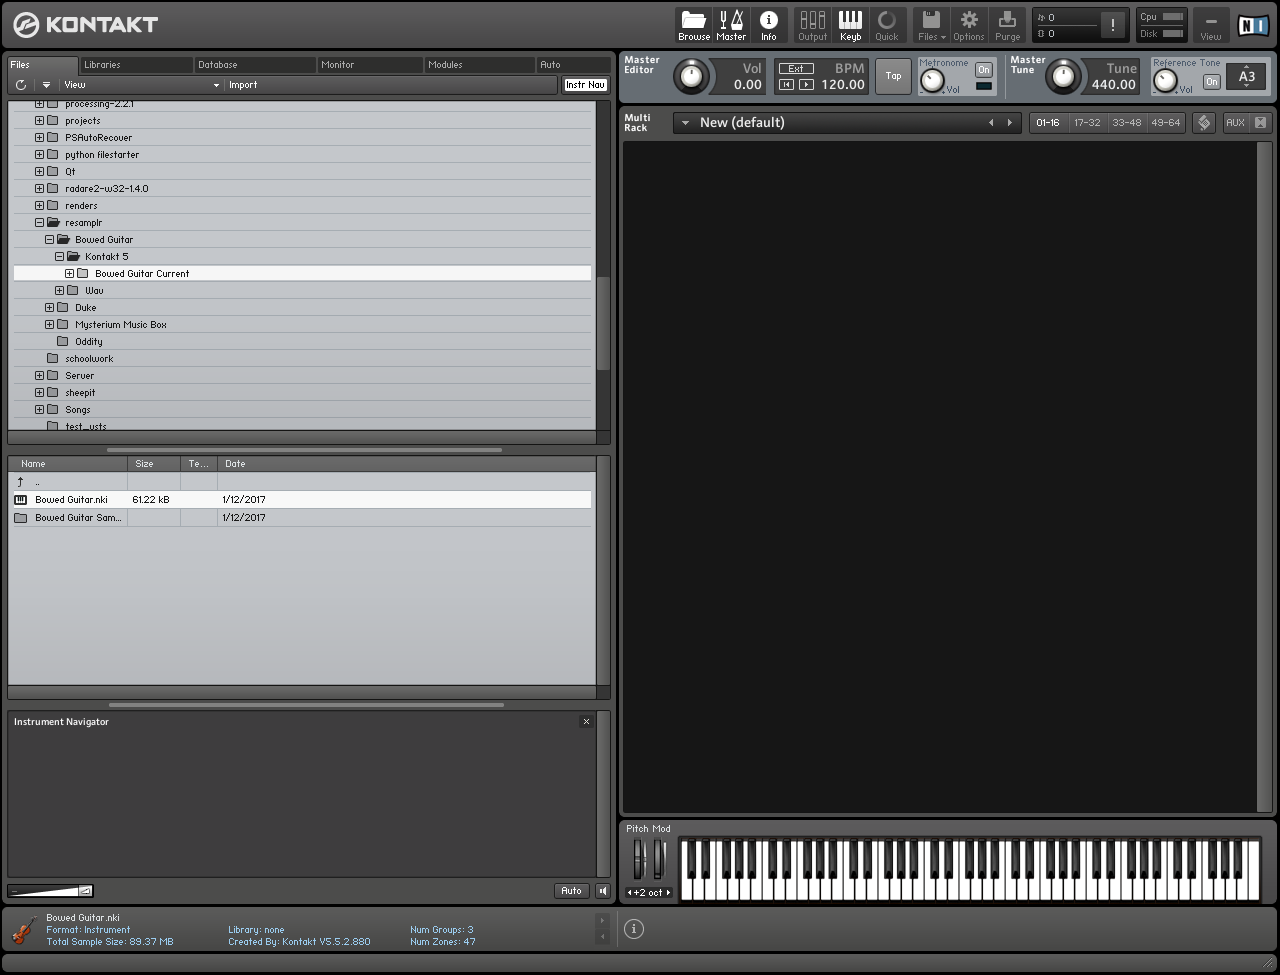 KONTAKT
Browse Master Info Output Keyb Quick Files Options Purge
0
0
!
Cpu
Disk
View
NI
Files Libraries Database Monitor Modules Auto
View Import Instr Nav
processing-2.2.1
projects
PSAutoRecover
python filestarter
Qt
radare2-w32-1.4.0
renders
resamplr
Bowed Guitar
Kontakt 5
Bowed Guitar Current
Wav
Duke
Mysterium Music Box
Oddity
schoolwork
Server
sheepit
Songs
test_usts
Name Size Te... Date
..
Bowed Guitar.nki 61.22 kB 1/12/2017
Bowed Guitar Sam... 1/12/2017
Instrument Navigator
Auto
Bowed Guitar.nki
Format: Instrument Library: none Num Groups: 3
Total Sample Size: 89.37 MB Created By: Kontakt V5.5.2.880 Num Zones: 47
Master
Editor
Vol
0.00
Ext BPM
120.00
Tap
Metronome
On
Vol
Master
Tune
Tune
440.00
Reference Tone
Vol
On
A3
Multi
Rack
New (default)
01-16 17-32 33-48 49-64
AUX
Pitch Mod
+2 oct
i